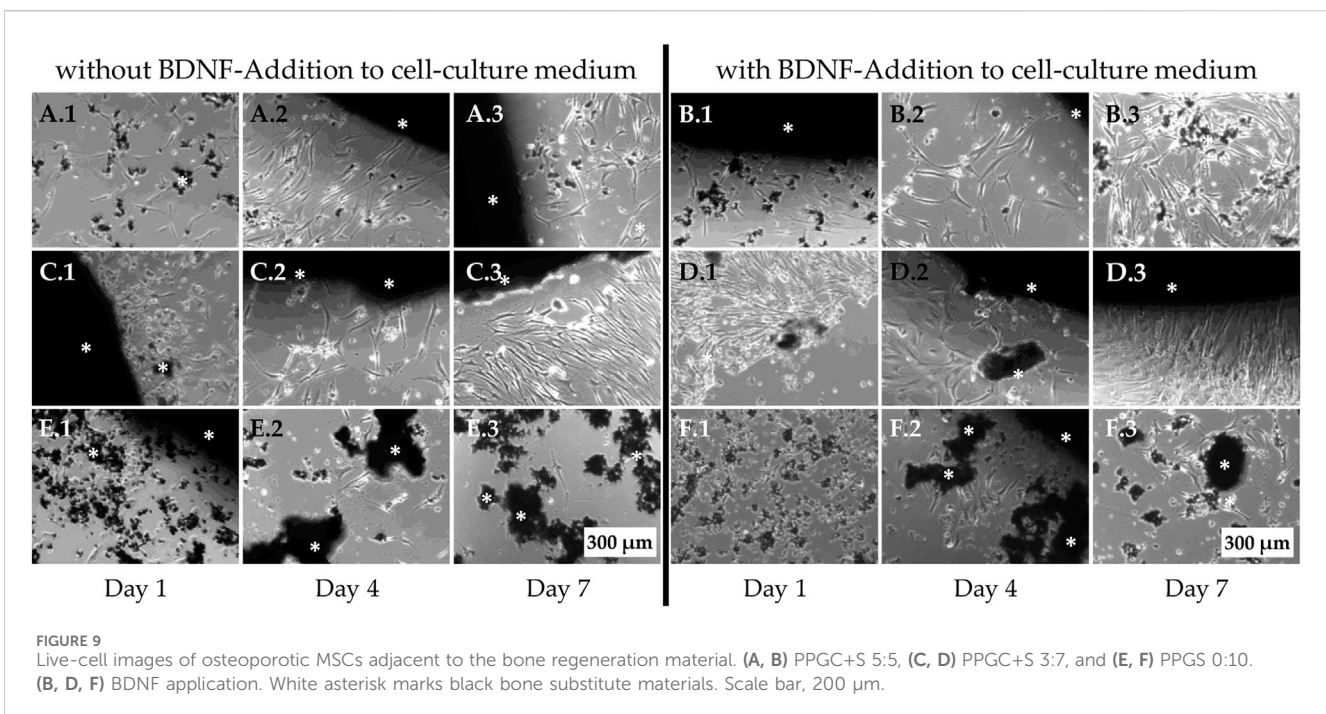 without BDNF-Addition to cell-culture medium
with BDNF-Addition to cell-culture medium
A.1 A.2 A.3 B.1 B.2 B.3
* * * * * * *
C.1 C.2 C.3 D.1 D.2 D.3
* * * * * * * * *
E.1 E.2 E.3 F.1 F.2 F.3
* * * * * * * * * * * *
300 µm 300 µm
Day 1 Day 4 Day 7 Day 1 Day 4 Day 7
FIGURE 9
Live-cell images of osteoporotic MSCs adjacent to the bone regeneration material. (A, B) PPGC+S 5:5, (C, D) PPGC+S 3:7, and (E, F) PPGS 0:10.
(B, D, F) BDNF application. White asterisk marks black bone substitute materials. Scale bar, 200 µm.